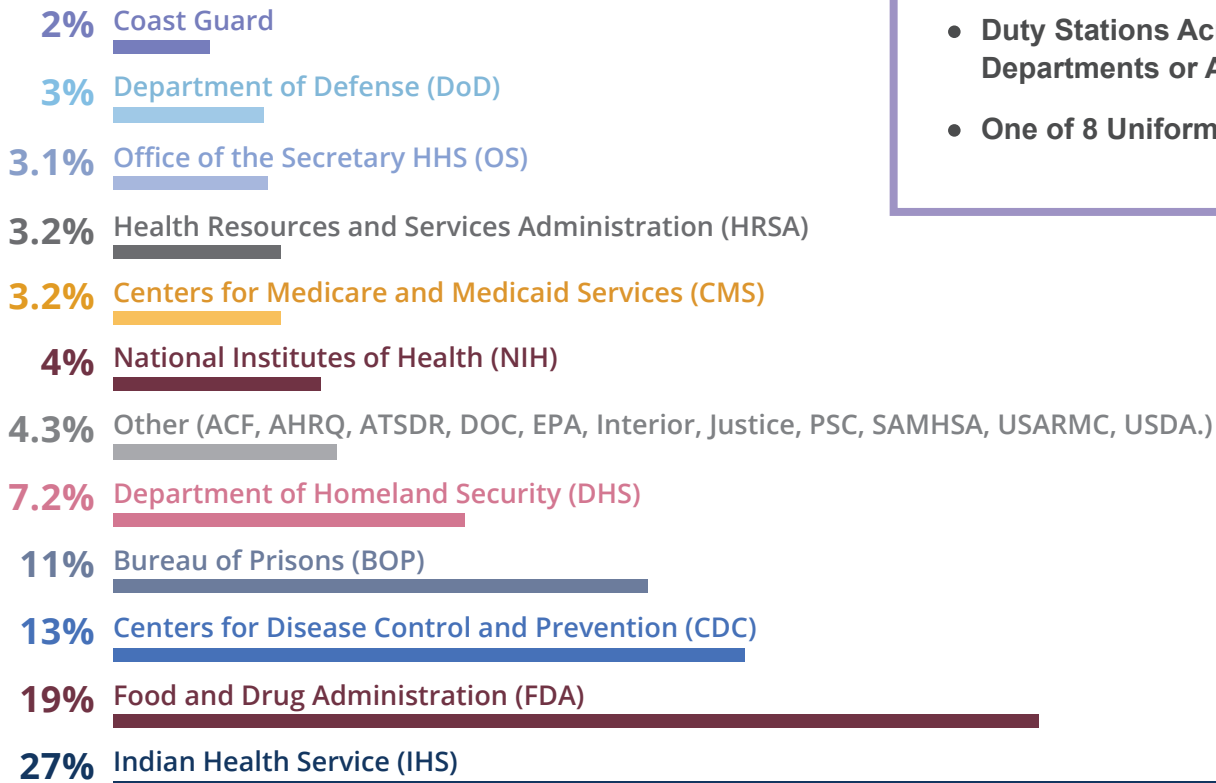 2% Coast Guard
● Duty Stations Ac
Departments or A
3% Department of Defense (DoD)
● One of 8 Uniform
3.1% Office of the Secretary HHS (OS)
3.2% Health Resources and Services Administration (HRSA)
3.2% Centers for Medicare and Medicaid Services (CMS)
4% National Institutes of Health (NIH)
4.3% Other (ACF, AHRQ, ATSDR, DOC, EPA, Interior, Justice, PSC, SAMHSA, USARMC, USDA.)
7.2% Department of Homeland Security (DHS)
11% Bureau of Prisons (BOP)
13% Centers for Disease Control and Prevention (CDC)
19% Food and Drug Administration (FDA)
27% Indian Health Service (IHS)